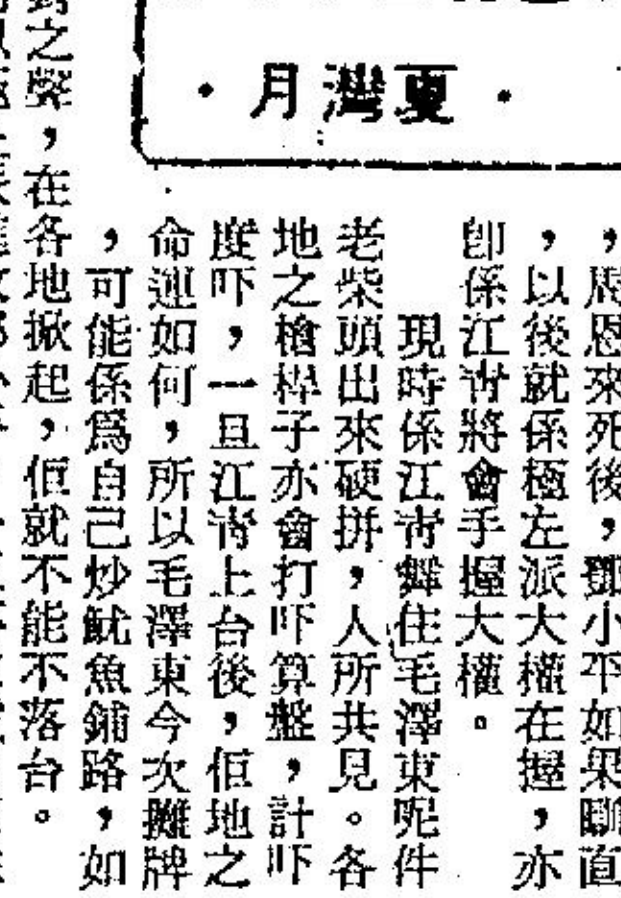 ・夏灣月・
，周恩來死後，鄧小平如果瞓直
，以後就係極左派大權在握，亦
卽係江青將會手握大權。
現時係江青舞住毛澤東呢件
老柴頭出來硬拼，人所共見。各
地之槍桿子亦會打吓算盤，計吓
度吓，一旦江青上台後，佢地之
命運如何，所以毛澤東今次攤牌
，可能係爲自己炒魷魚鋪路，如
之弊，在各地掀起，佢就不能不落台。